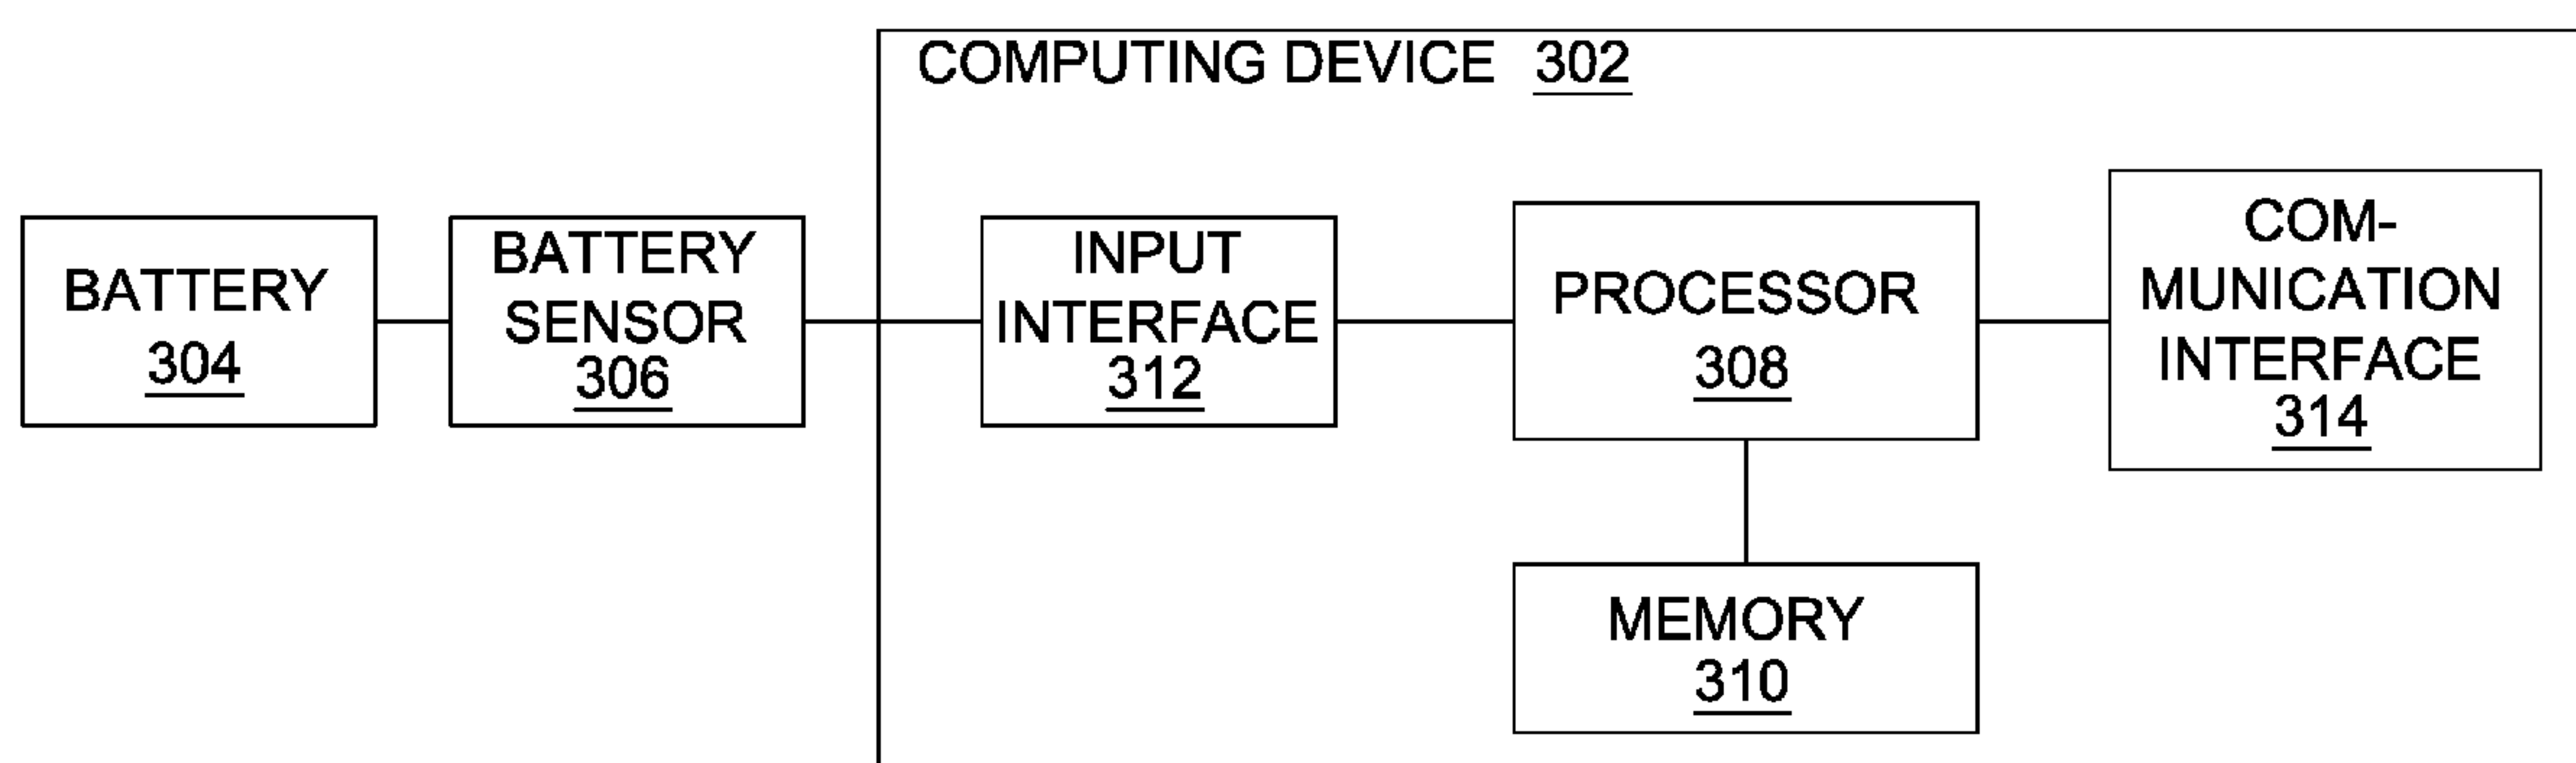 COMPUTING DEVICE 302
BATTERY
304
BATTERY
SENSOR
306
INPUT
INTERFACE
312
PROCESSOR
308
COM-
MUNICATION
INTERFACE
314
MEMORY
310